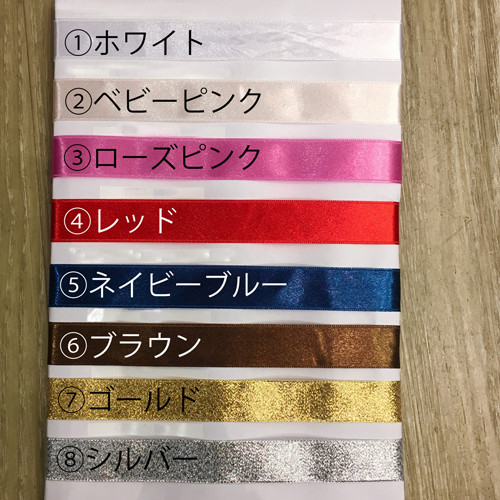 ①ホワイト
②ベビーピンク
③ローズピンク
④レッド
⑤ネイビーブルー
⑥ブラウン
⑦ゴールド
⑧シルバー